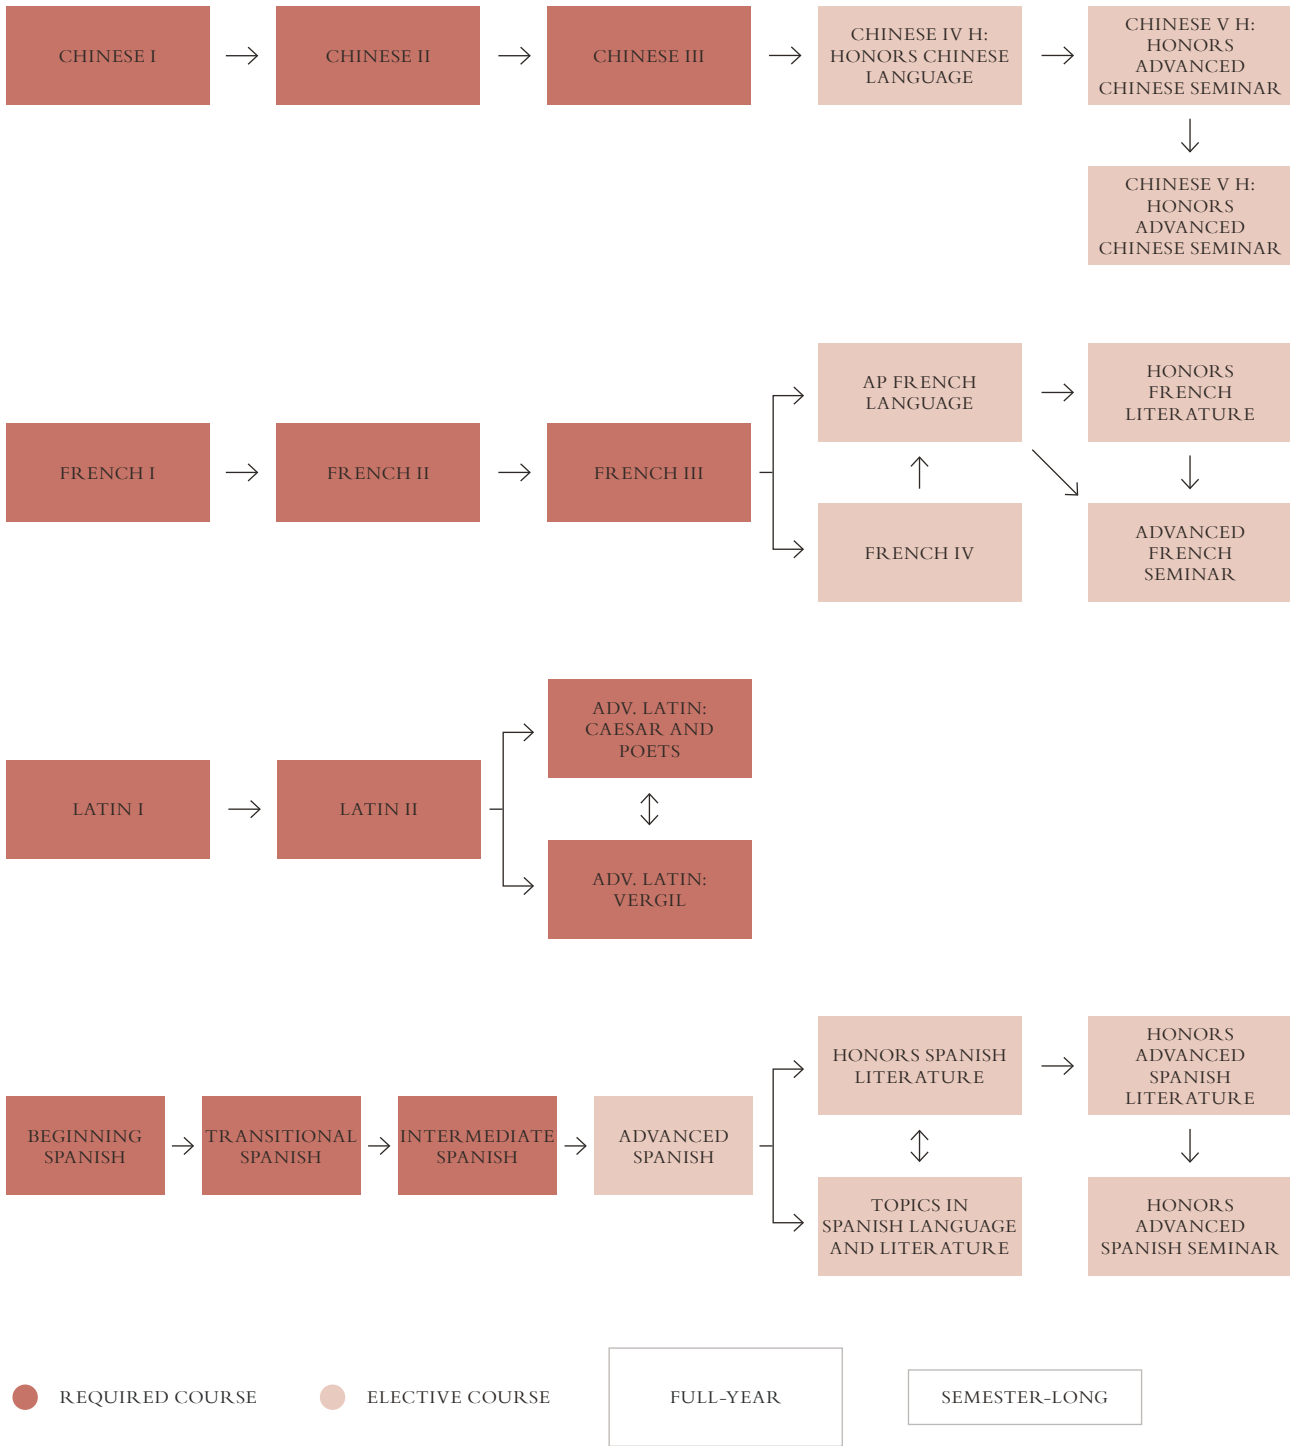 CHINESE I
CHINESE II
CHINESE III
CHINESE IV H:
HONORS CHINESE
LANGUAGE
CHINESE V H:
HONORS
ADVANCED
CHINESE SEMINAR
CHINESE V H:
HONORS
ADVANCED
CHINESE SEMINAR
FRENCH I
FRENCH II
FRENCH III
AP FRENCH
LANGUAGE
HONORS
FRENCH
LITERATURE
FRENCH IV
ADVANCED
FRENCH
SEMINAR
LATIN I
LATIN II
ADV. LATIN:
CAESAR AND
POETS
ADV. LATIN:
VERGIL
BEGINNING
SPANISH
TRANSITIONAL
SPANISH
INTERMEDIATE
SPANISH
ADVANCED
SPANISH
HONORS SPANISH
LITERATURE
HONORS
ADVANCED
SPANISH
LITERATURE
TOPICS IN
SPANISH LANGUAGE
AND LITERATURE
HONORS
ADVANCED
SPANISH SEMINAR
REQUIRED COURSE
ELECTIVE COURSE
FULL-YEAR
SEMESTER-LONG